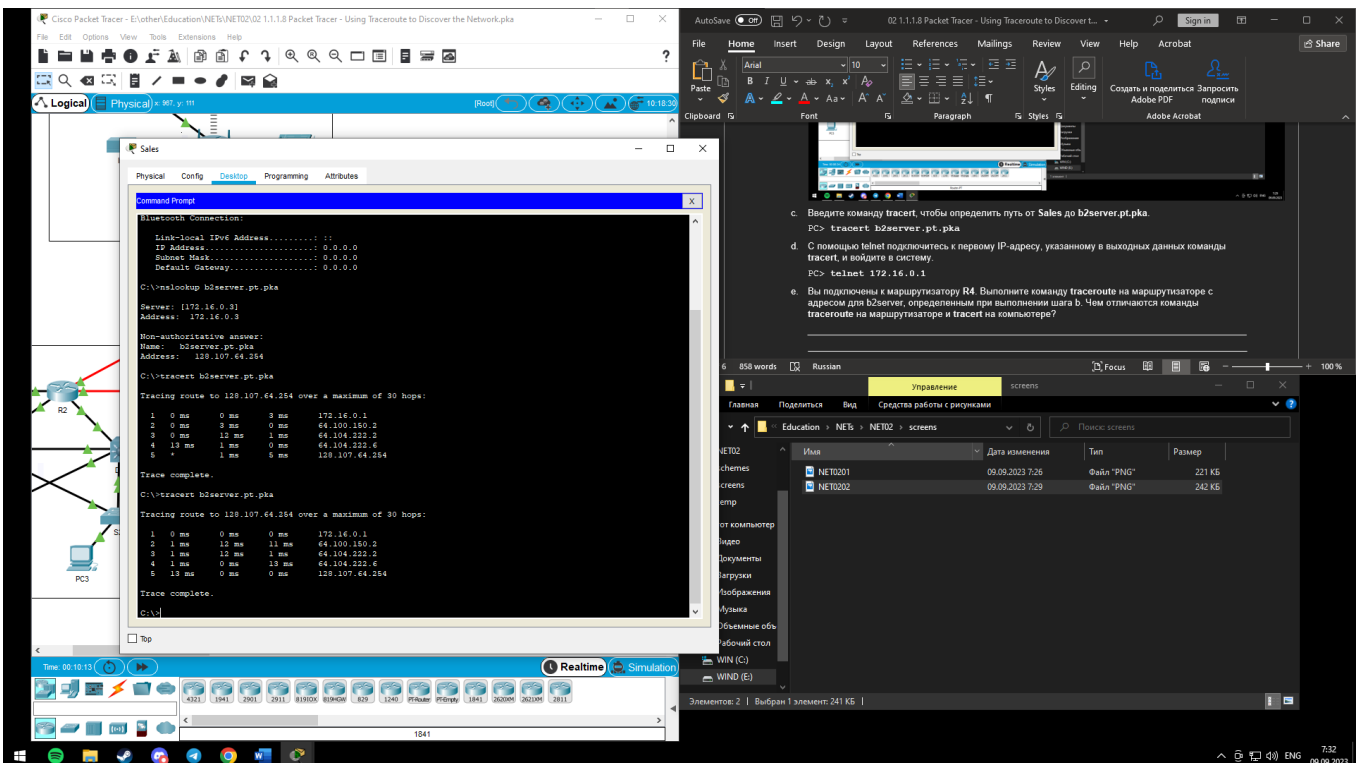 Cisco Packet Tracer - E:\other\Education\NETs\NET02\02 1.1.1.8 Packet Tracer - Using Traceroute to Discover the Network.pka
File Edit Options View Tools Extensions Help
?
Logical Physical x: 987, y: 111 [Root] 10:18:30
Sales
Physical Config Desktop Programming Attributes
Command Prompt X
Bluetooth Connection:
Link-local IPv6 Address.........: ::
IP Address......................: 0.0.0.0
Subnet Mask.....................: 0.0.0.0
Default Gateway.................: 0.0.0.0
C:\>nslookup b2server.pt.pka
Server: [172.16.0.3]
Address: 172.16.0.3
Non-authoritative answer:
Name: b2server.pt.pka
Address: 128.107.64.254
C:\>tracert b2server.pt.pka
Tracing route to 128.107.64.254 over a maximum of 30 hops:
1 0 ms 0 ms 3 ms 172.16.0.1
2 0 ms 3 ms 0 ms 64.100.150.2
3 0 ms 12 ms 1 ms 64.104.222.2
4 13 ms 1 ms 0 ms 64.104.222.6
5 * 1 ms 5 ms 128.107.64.254
Trace complete.
C:\>tracert b2server.pt.pka
Tracing route to 128.107.64.254 over a maximum of 30 hops:
1 0 ms 0 ms 0 ms 172.16.0.1
2 1 ms 12 ms 11 ms 64.100.150.2
3 1 ms 12 ms 1 ms 64.104.222.2
4 1 ms 0 ms 13 ms 64.104.222.6
5 13 ms 0 ms 0 ms 128.107.64.254
Trace complete.
C:\>
Top
R2
PC3
Time: 00:10:13 Realtime Simulation
4321 1941 2901 2911 819IOX 819HGW 829 1240 PT-Router PT-Empty 1841 2620XM 2621XM 2811
1841
AutoSave Off 02 1.1.1.8 Packet Tracer - Using Traceroute to Discover t... Sign in
File Home Insert Design Layout References Mailings Review View Help Acrobat Share
Arial 10
Paste
Styles Editing
Создать и поделиться Adobe PDF
Запросить подписи
Clipboard Font Paragraph Styles Adobe Acrobat
c. Введите команду tracert, чтобы определить путь от Sales до b2server.pt.pka.
PC> tracert b2server.pt.pka
d. С помощью telnet подключитесь к первому IP-адресу, указанному в выходных данных команды
tracert, и войдите в систему.
PC> telnet 172.16.0.1
e. Вы подключены к маршрутизатору R4. Выполните команду traceroute на маршрутизаторе с
адресом для b2server, определенным при выполнении шага b. Чем отличаются команды
traceroute на маршрутизаторе и tracert на компьютере?
6 858 words Russian Focus 100 %
Управление screens
Главная Поделиться Вид Средства работы с рисунками
Education > NETs > NET02 > screens Поиск: screens
Имя Дата изменения Тип Размер
NET0201 09.09.2023 7:26 Файл "PNG" 221 КБ
NET0202 09.09.2023 7:29 Файл "PNG" 242 КБ
NET02
chemes
creens
emp
от компьютер
Видео
Документы
Загрузки
Изображения
Музыка
Объемные объ
Рабочий стол
WIN (C:)
WIND (E:)
Элементов: 2 Выбран 1 элемент: 241 КБ
ENG 7:32
09.09.2023